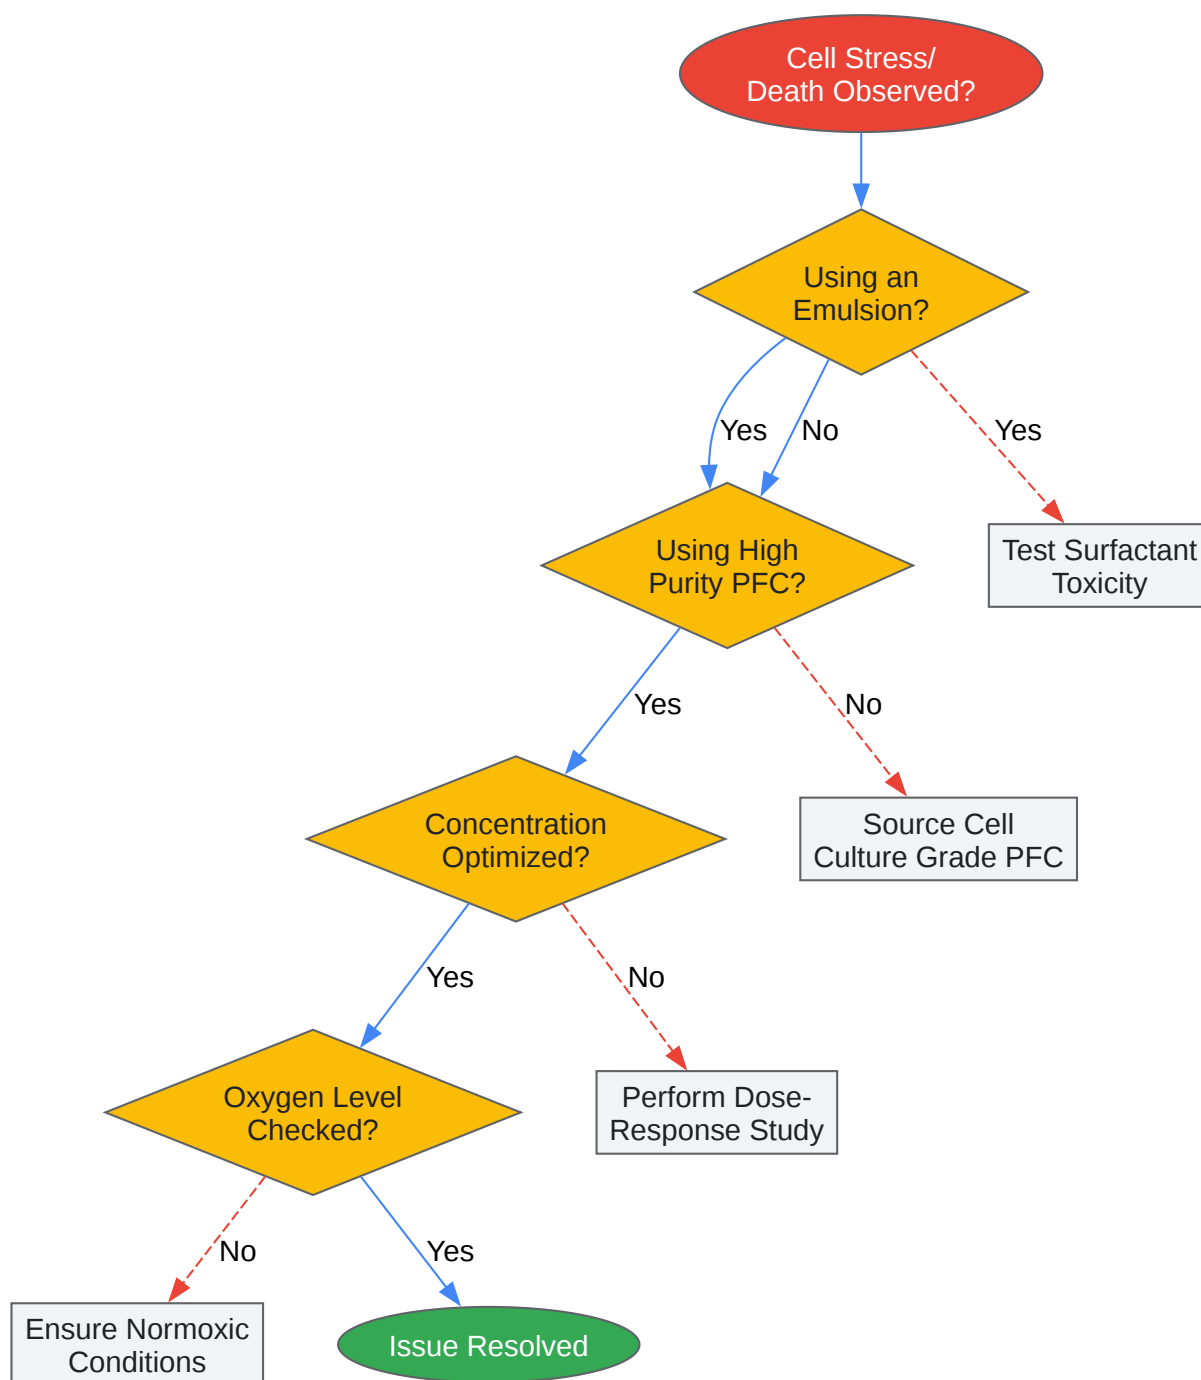 Cell Stress/
Death Observed?
Using an
Emulsion?
Yes
No
Yes
Using High
Purity PFC?
Test Surfactant
Toxicity
Yes
No
Concentration
Optimized?
Source Cell
Culture Grade PFC
Yes
No
Oxygen Level
Checked?
Perform Dose-
Response Study
No
Yes
Ensure Normoxic
Conditions
Issue Resolved